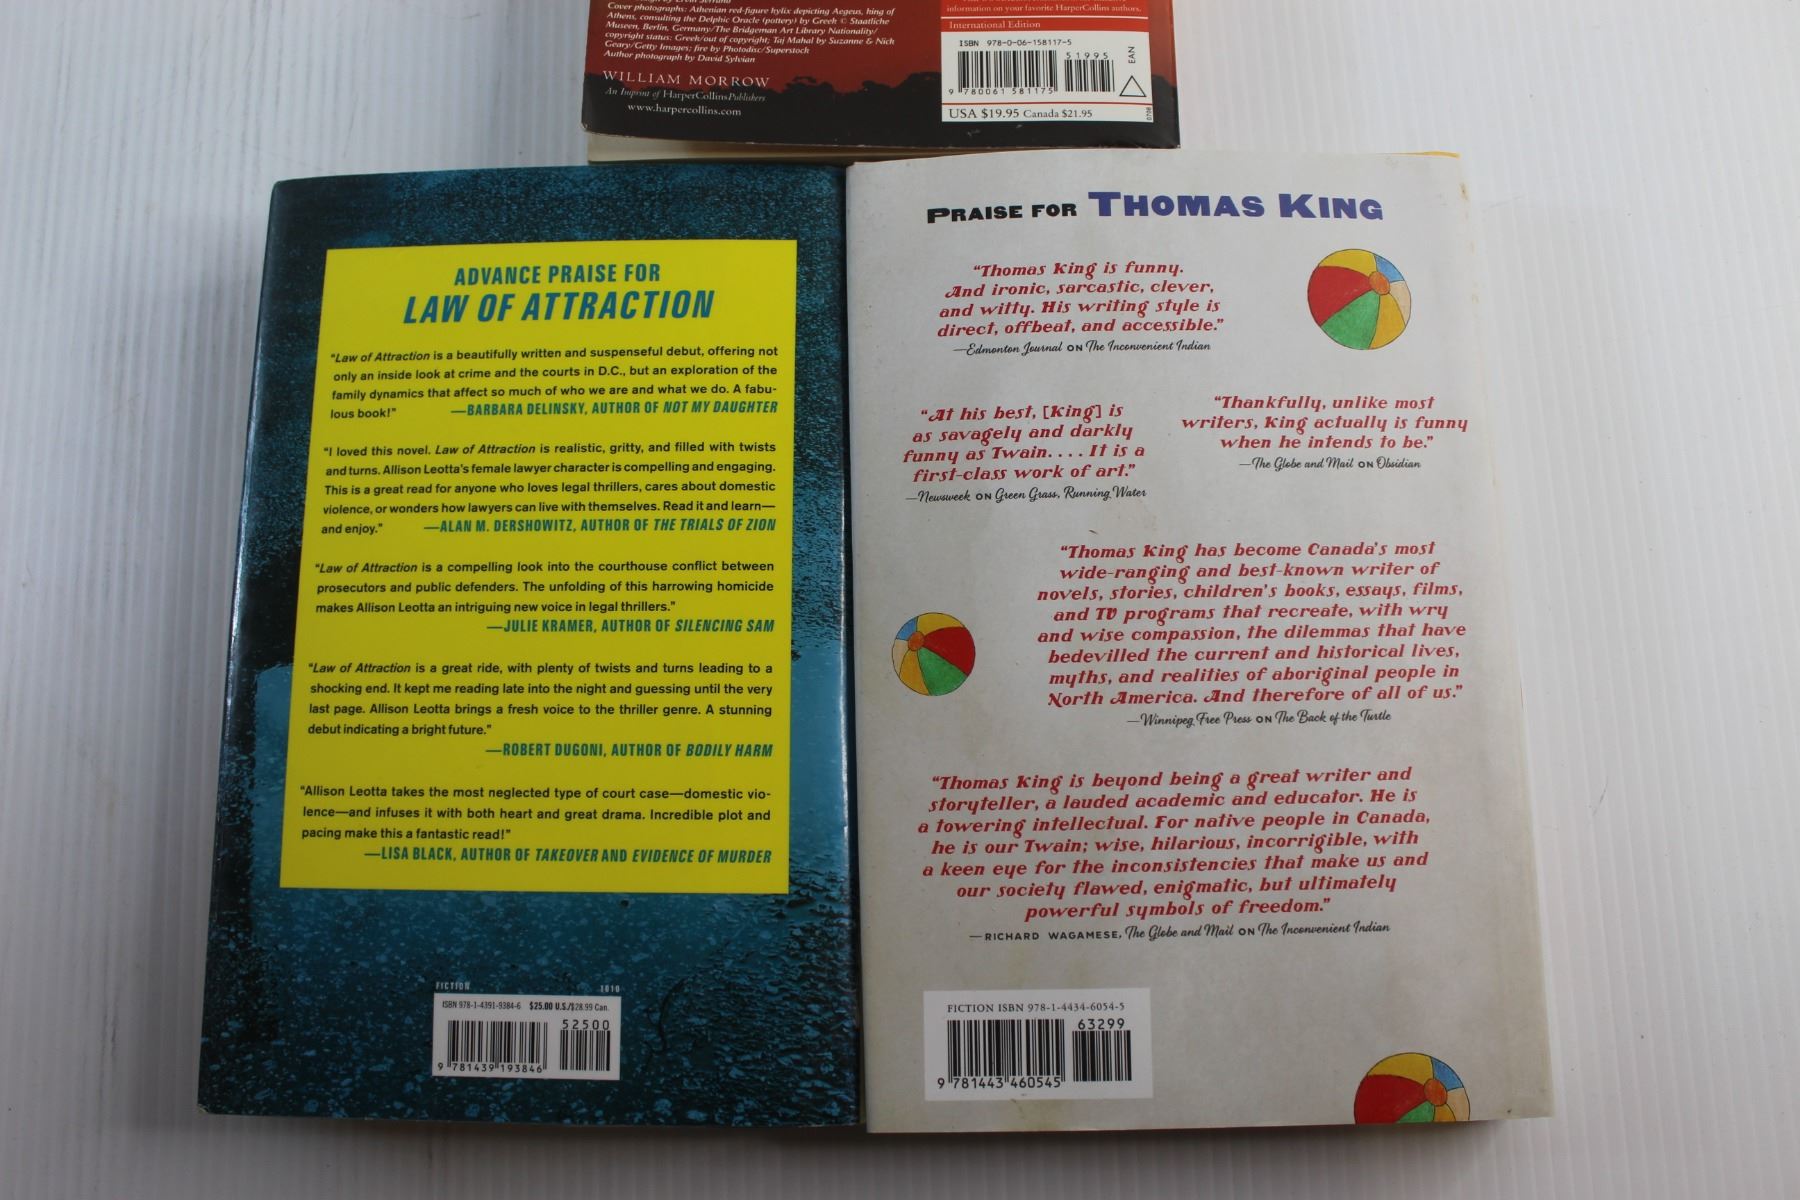 Cover photographs: Athenian red-figure kylix depicting Aegeus, king of
Athens, consulting the Delphic Oracle (pottery) by Greek © Staatliche
Museen, Berlin, Germany/The Bridgeman Art Library Nationality/
copyright status: Greek/out of copyright; Taj Mahal by Suzanne & Nick
Geary/Getty Images; fire by Photodisc/Superstock
Author photograph by David Sylvian
WILLIAM MORROW
An Imprint of HarperCollinsPublishers
www.harpercollins.com
information on your favorite HarperCollins authors.
International Edition
ISBN 978-0-06-158117-5
51995
EAN
9 780061 581175
USA $19.95 Canada $21.95
0708
ADVANCE PRAISE FOR
LAW OF ATTRACTION
"Law of Attraction is a beautifully written and suspenseful debut, offering not
only an inside look at crime and the courts in D.C., but an exploration of the
family dynamics that affect so much of who we are and what we do. A fabu-
lous book!" —BARBARA DELINSKY, AUTHOR OF NOT MY DAUGHTER
"I loved this novel. Law of Attraction is realistic, gritty, and filled with twists
and turns. Allison Leotta's female lawyer character is compelling and engaging.
This is a great read for anyone who loves legal thrillers, cares about domestic
violence, or wonders how lawyers can live with themselves. Read it and learn—
and enjoy." —ALAN M. DERSHOWITZ, AUTHOR OF THE TRIALS OF ZION
"Law of Attraction is a compelling look into the courthouse conflict between
prosecutors and public defenders. The unfolding of this harrowing homicide
makes Allison Leotta an intriguing new voice in legal thrillers."
—JULIE KRAMER, AUTHOR OF SILENCING SAM
"Law of Attraction is a great ride, with plenty of twists and turns leading to a
shocking end. It kept me reading late into the night and guessing until the very
last page. Allison Leotta brings a fresh voice to the thriller genre. A stunning
debut indicating a bright future."
—ROBERT DUGONI, AUTHOR OF BODILY HARM
"Allison Leotta takes the most neglected type of court case—domestic vio-
lence—and infuses it with both heart and great drama. Incredible plot and
pacing make this a fantastic read!"
—LISA BLACK, AUTHOR OF TAKEOVER AND EVIDENCE OF MURDER
FICTION 1010
ISBN 978-1-4391-9384-6 $25.00 U.S./$28.99 Can.
52500
9 781439 193846
PRAISE FOR THOMAS KING
"Thomas King is funny.
And ironic, sarcastic, clever,
and witty. His writing style is
direct, offbeat, and accessible."
—Edmonton Journal ON The Inconvenient Indian
"At his best, [King] is
as savagely and darkly
funny as Twain. . . . It is a
first-class work of art."
—Newsweek ON Green Grass, Running Water
"Thankfully, unlike most
writers, King actually is funny
when he intends to be."
—The Globe and Mail ON Obsidian
"Thomas King has become Canada's most
wide-ranging and best-known writer of
novels, stories, children's books, essays, films,
and TV programs that recreate, with wry
and wise compassion, the dilemmas that have
bedevilled the current and historical lives,
myths, and realities of aboriginal people in
North America. And therefore of all of us."
—Winnipeg Free Press ON The Back of the Turtle
"Thomas King is beyond being a great writer and
storyteller, a lauded academic and educator. He is
a towering intellectual. For native people in Canada,
he is our Twain; wise, hilarious, incorrigible, with
a keen eye for the inconsistencies that make us and
our society flawed, enigmatic, but ultimately
powerful symbols of freedom."
—RICHARD WAGAMESE, The Globe and Mail ON The Inconvenient Indian
FICTION ISBN 978-1-4434-6054-5
63299
9 781443 460545